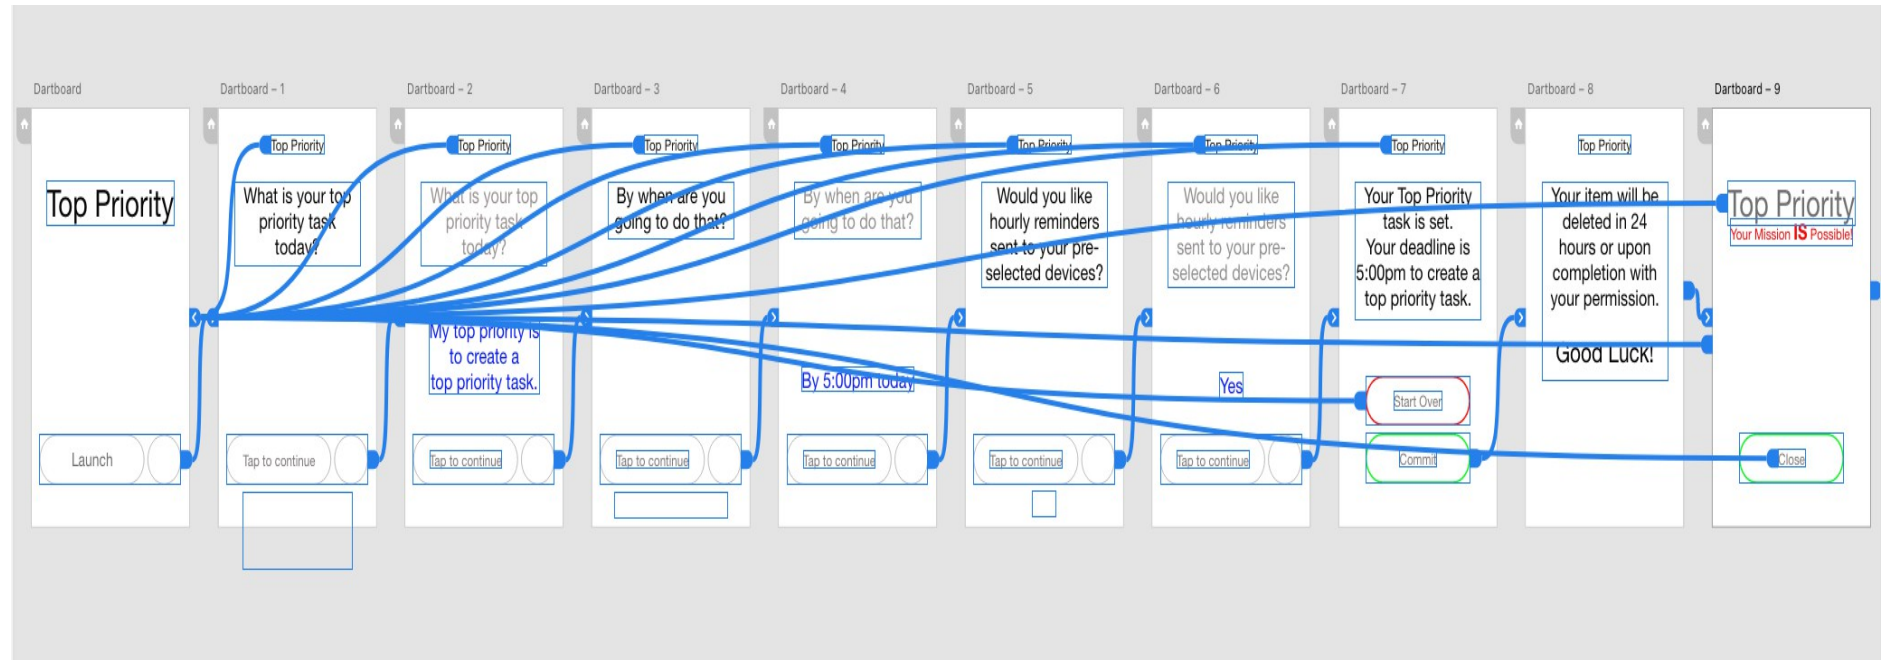 Dartboard
Top Priority
Launch
Dartboard – 1
Top Priority
What is your top
priority task
today?
Tap to continue
Dartboard – 2
Top Priority
What is your top
priority task
today?
My top priority is
to create a
top priority task.
Tap to continue
Dartboard – 3
Top Priority
By when are you
going to do that?
Tap to continue
Dartboard – 4
Top Priority
By when are you
going to do that?
By 5:00pm today
Tap to continue
Dartboard – 5
Top Priority
Would you like
hourly reminders
sent to your pre-
selected devices?
Tap to continue
Dartboard – 6
Top Priority
Would you like
hourly reminders
sent to your pre-
selected devices?
Yes
Tap to continue
Dartboard – 7
Top Priority
Your Top Priority
task is set.
Your deadline is
5:00pm to create a
top priority task.
Start Over
Commit
Dartboard – 8
Top Priority
Your item will be
deleted in 24
hours or upon
completion with
your permission.
Good Luck!
Dartboard – 9
Top Priority
Your Mission IS Possible!
Close